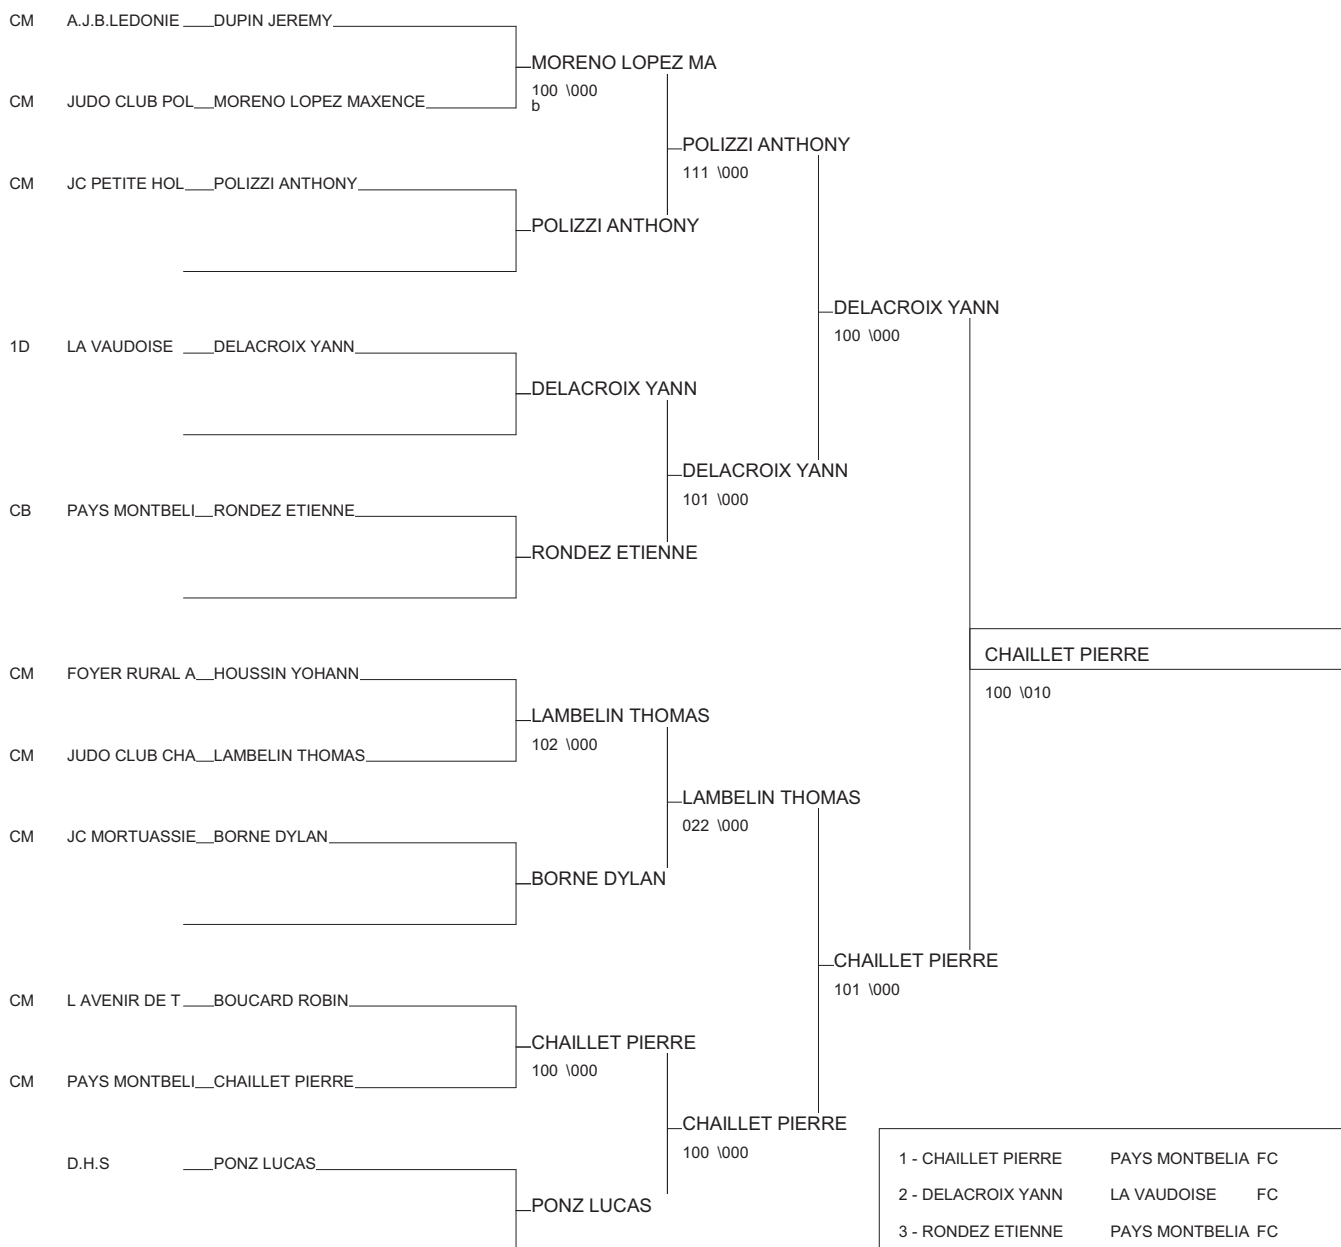 CM A.J.B.LEDONIE DUPIN JEREMY
MORENO LOPEZ MA
100 \000
b
CM JUDO CLUB POL MORENO LOPEZ MAXENCE
POLIZZI ANTHONY
111 \000
CM JC PETITE HOL POLIZZI ANTHONY
POLIZZI ANTHONY
DELACROIX YANN
100 \000
1D LA VAUDOISE DELACROIX YANN
DELACROIX YANN
DELACROIX YANN
101 \000
CB PAYS MONTBELI RONDEZ ETIENNE
RONDEZ ETIENNE
CHAILLET PIERRE
100 \010
CM FOYER RURAL A HOUSSIN YOHANN
LAMBELIN THOMAS
102 \000
CM JUDO CLUB CHA LAMBELIN THOMAS
LAMBELIN THOMAS
022 \000
CM JC MORTUASSIE BORNE DYLAN
BORNE DYLAN
CHAILLET PIERRE
101 \000
CM L AVENIR DE T BOUCARD ROBIN
CHAILLET PIERRE
100 \000
CM PAYS MONTBELI CHAILLET PIERRE
CHAILLET PIERRE
100 \000
D.H.S PONZ LUCAS
PONZ LUCAS
1 - CHAILLET PIERRE PAYS MONTBELIA FC
2 - DELACROIX YANN LA VAUDOISE FC
3 - RONDEZ ETIENNE PAYS MONTBELIA FC